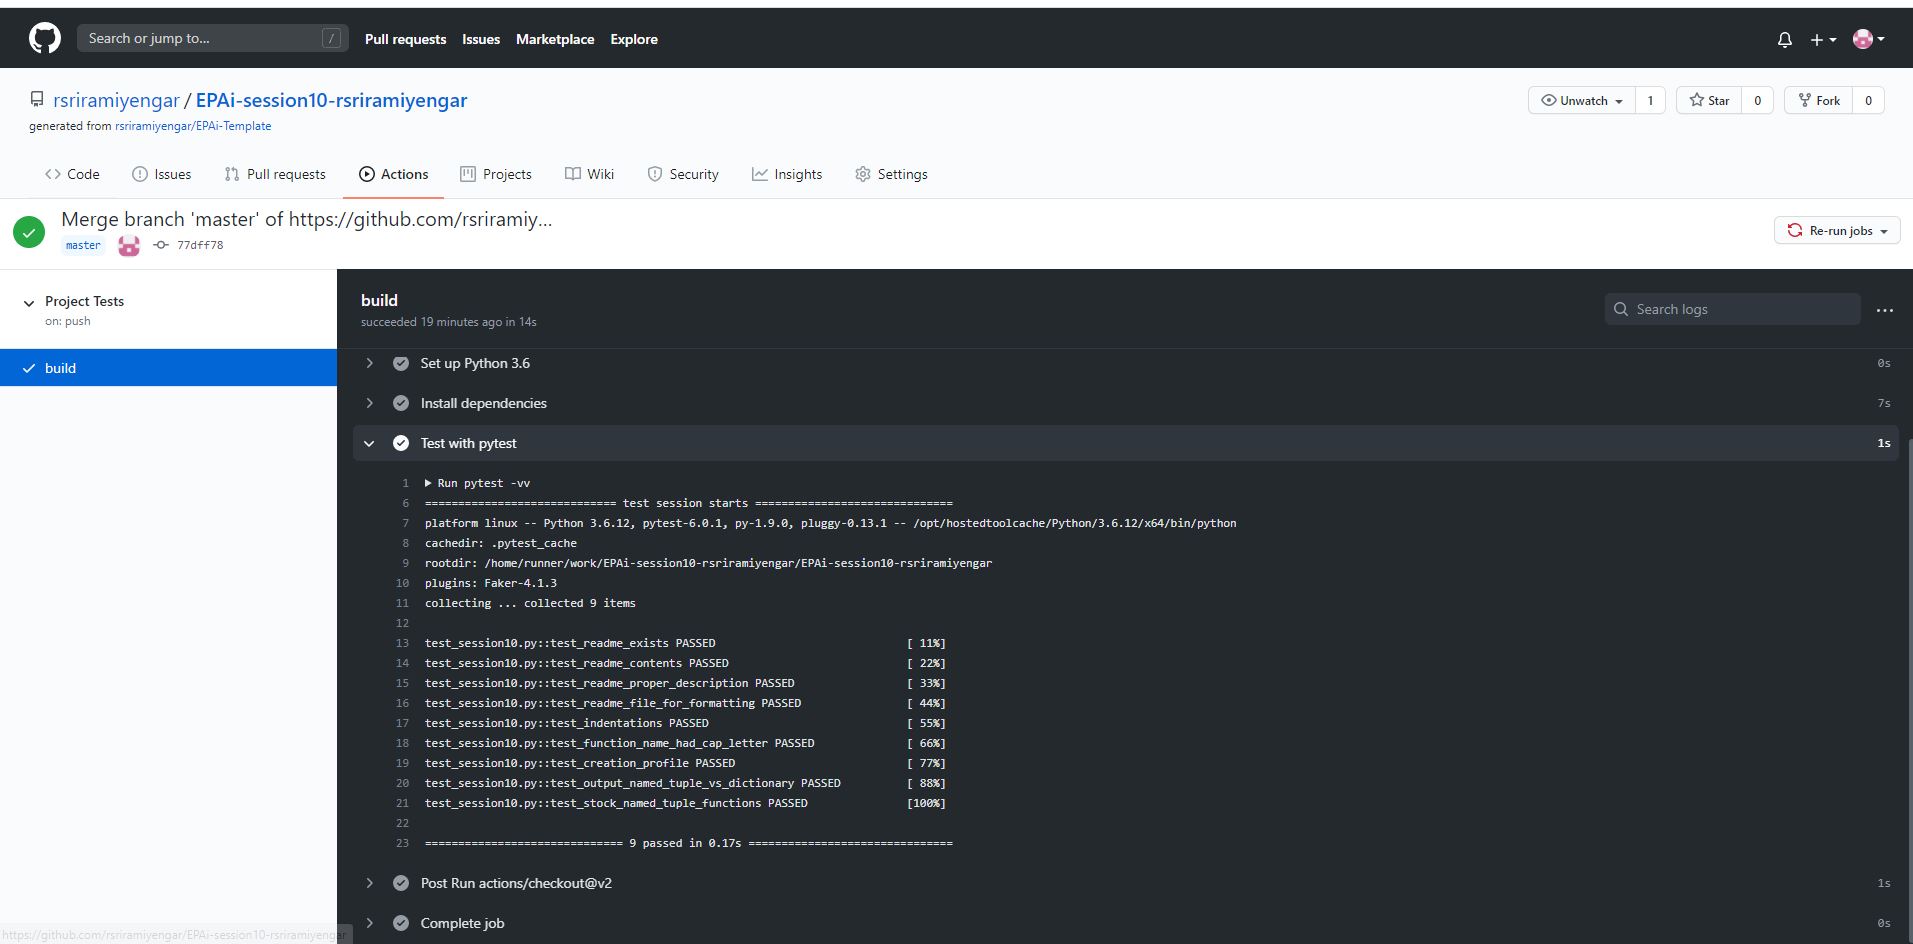 Search or jump to... /
Pull requests Issues Marketplace Explore
rsriramiyengar / EPAi-session10-rsriramiyengar
Unwatch 1 Star 0 Fork 0
generated from rsriramiyengar/EPAi-Template
Code Issues Pull requests Actions Projects Wiki Security Insights Settings
Merge branch 'master' of https://github.com/rsriramiy...
master 77dff78
Re-run jobs
Project Tests
on: push
build
build
succeeded 19 minutes ago in 14s
Search logs
Set up Python 3.6 0s
Install dependencies 7s
Test with pytest 1s
1 Run pytest -vv
6 ============================= test session starts ==============================
7 platform linux -- Python 3.6.12, pytest-6.0.1, py-1.9.0, pluggy-0.13.1 -- /opt/hostedtoolcache/Python/3.6.12/x64/bin/python
8 cachedir: .pytest_cache
9 rootdir: /home/runner/work/EPAi-session10-rsriramiyengar/EPAi-session10-rsriramiyengar
10 plugins: Faker-4.1.3
11 collecting ... collected 9 items
12
13 test_session10.py::test_readme_exists PASSED [ 11%]
14 test_session10.py::test_readme_contents PASSED [ 22%]
15 test_session10.py::test_readme_proper_description PASSED [ 33%]
16 test_session10.py::test_readme_file_for_formatting PASSED [ 44%]
17 test_session10.py::test_indentations PASSED [ 55%]
18 test_session10.py::test_function_name_had_cap_letter PASSED [ 66%]
19 test_session10.py::test_creation_profile PASSED [ 77%]
20 test_session10.py::test_output_named_tuple_vs_dictionary PASSED [ 88%]
21 test_session10.py::test_stock_named_tuple_functions PASSED [100%]
22
23 ============================== 9 passed in 0.17s ===============================
Post Run actions/checkout@v2 1s
Complete job 0s
https://github.com/rsriramiyengar/EPAi-session10-rsriramiyengar